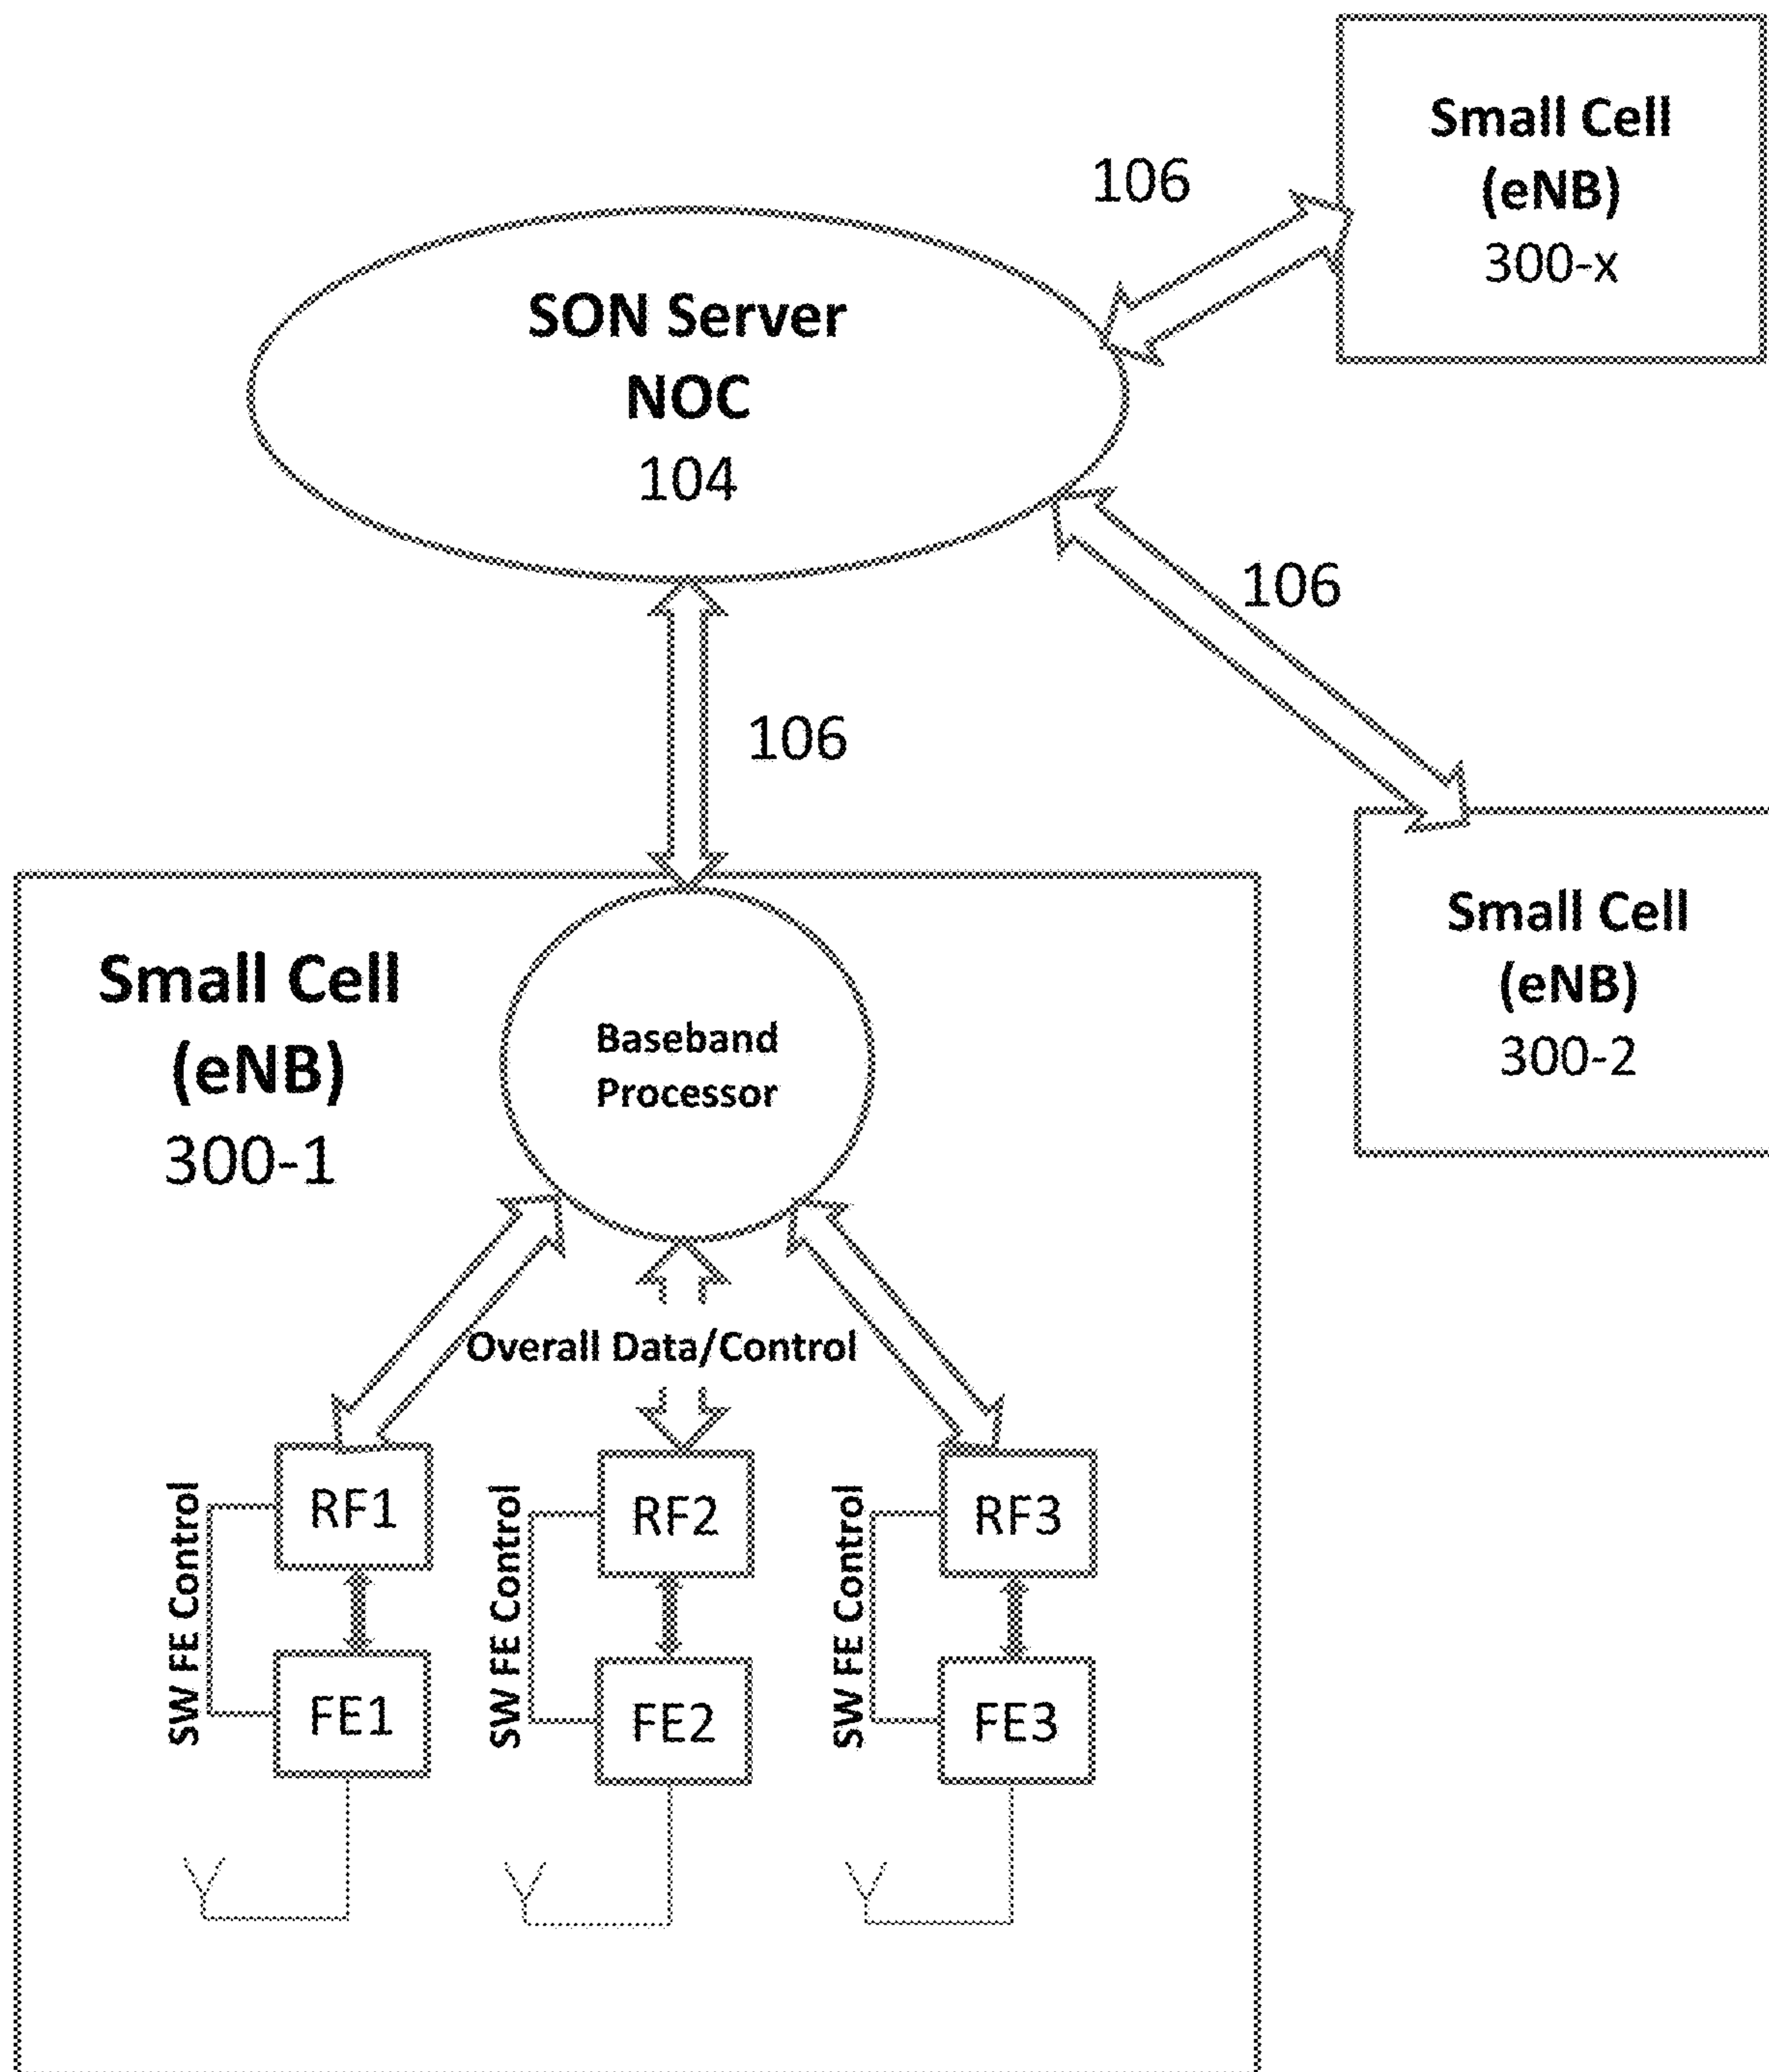 Small Cell
(eNB)
300-x
106
SON Server
NOC
104
106
106
Small Cell
(eNB)
300-2
Small Cell
(eNB)
300-1
Baseband
Processor
Overall Data/Control
SW FE Control
RF1
FE1
SW FE Control
RF2
FE2
SW FE Control
RF3
FE3